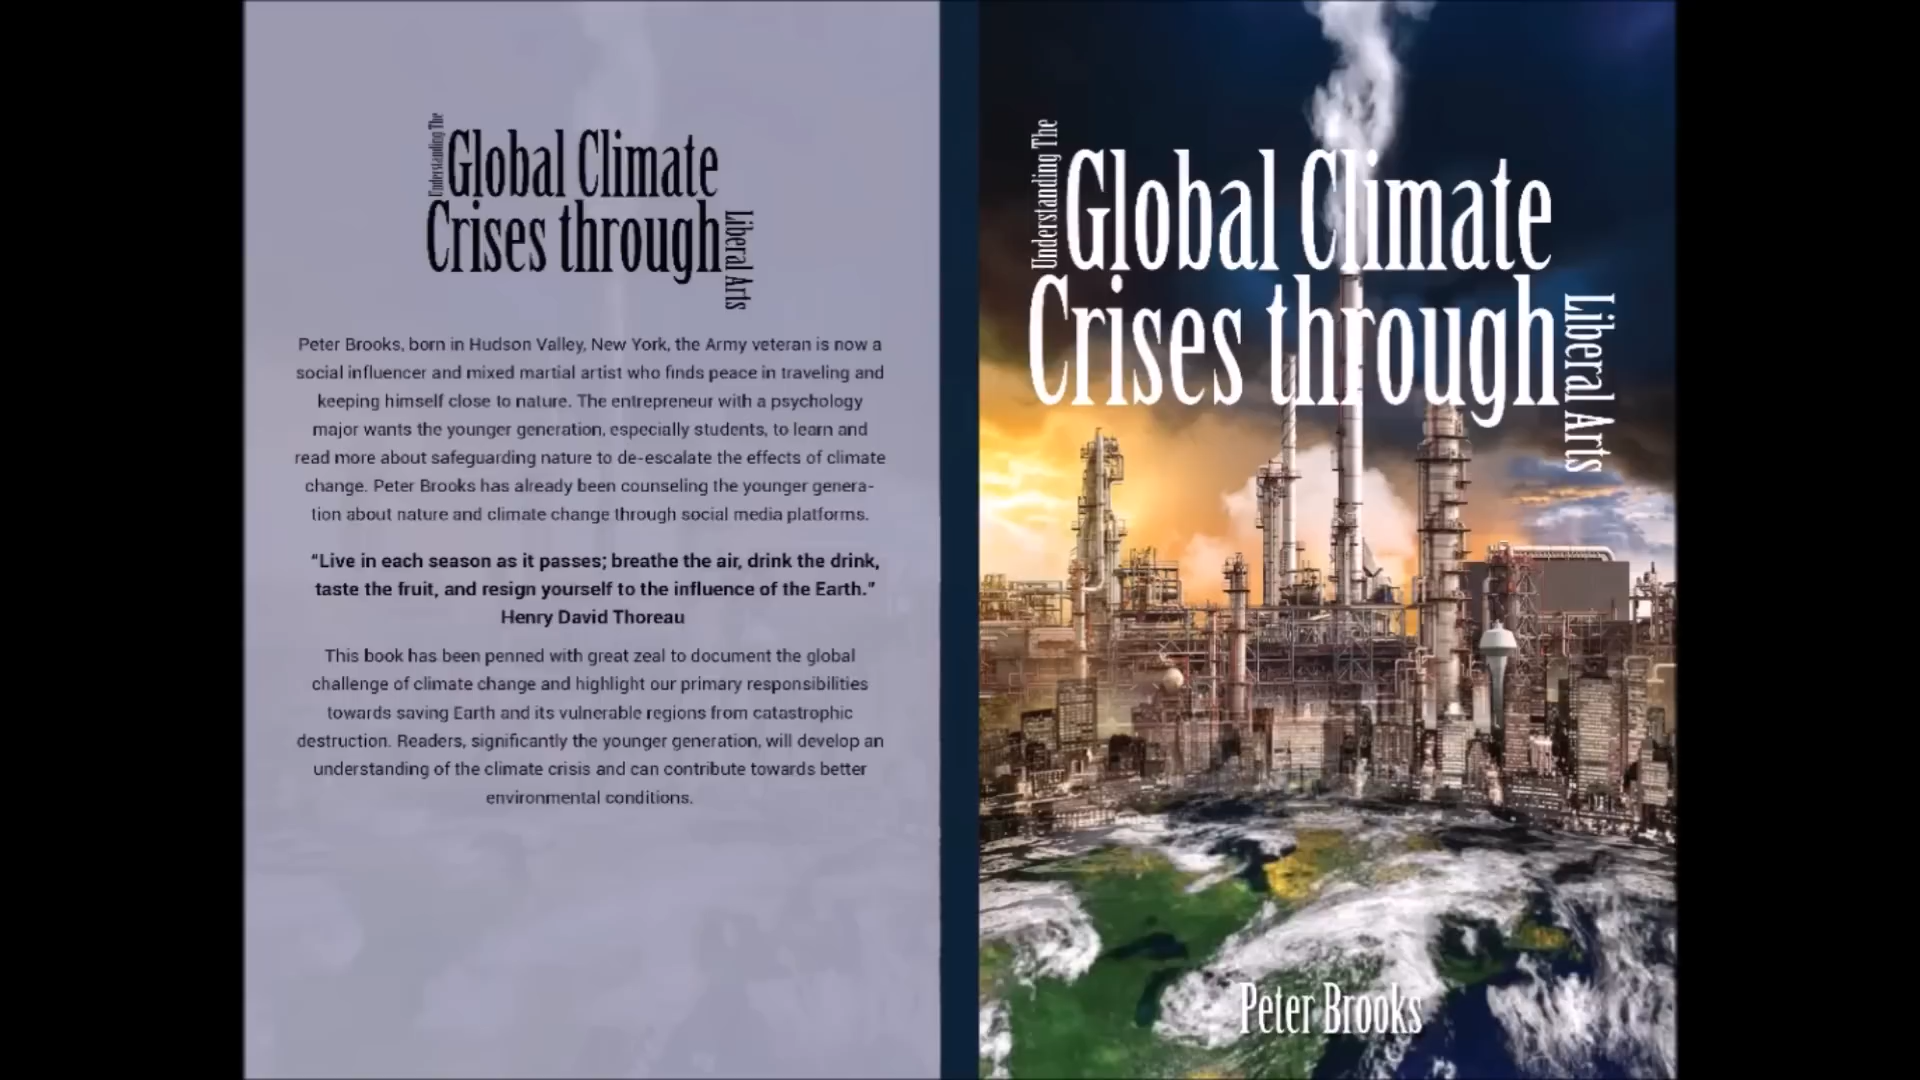 Understanding The
Global Climate
Crises through
Liberal Arts
Peter Brooks, born in Hudson Valley, New York, the Army veteran is now a
social influencer and mixed martial artist who finds peace in traveling and
keeping himself close to nature. The entrepreneur with a psychology
major wants the younger generation, especially students, to learn and
read more about safeguarding nature to de-escalate the effects of climate
change. Peter Brooks has already been counseling the younger genera-
tion about nature and climate change through social media platforms.
“Live in each season as it passes; breathe the air, drink the drink,
taste the fruit, and resign yourself to the influence of the Earth.”
Henry David Thoreau
This book has been penned with great zeal to document the global
challenge of climate change and highlight our primary responsibilities
towards saving Earth and its vulnerable regions from catastrophic
destruction. Readers, significantly the younger generation, will develop an
understanding of the climate crisis and can contribute towards better
environmental conditions.
Understanding The
Global Climate
Crises through
Liberal Arts
Peter Brooks